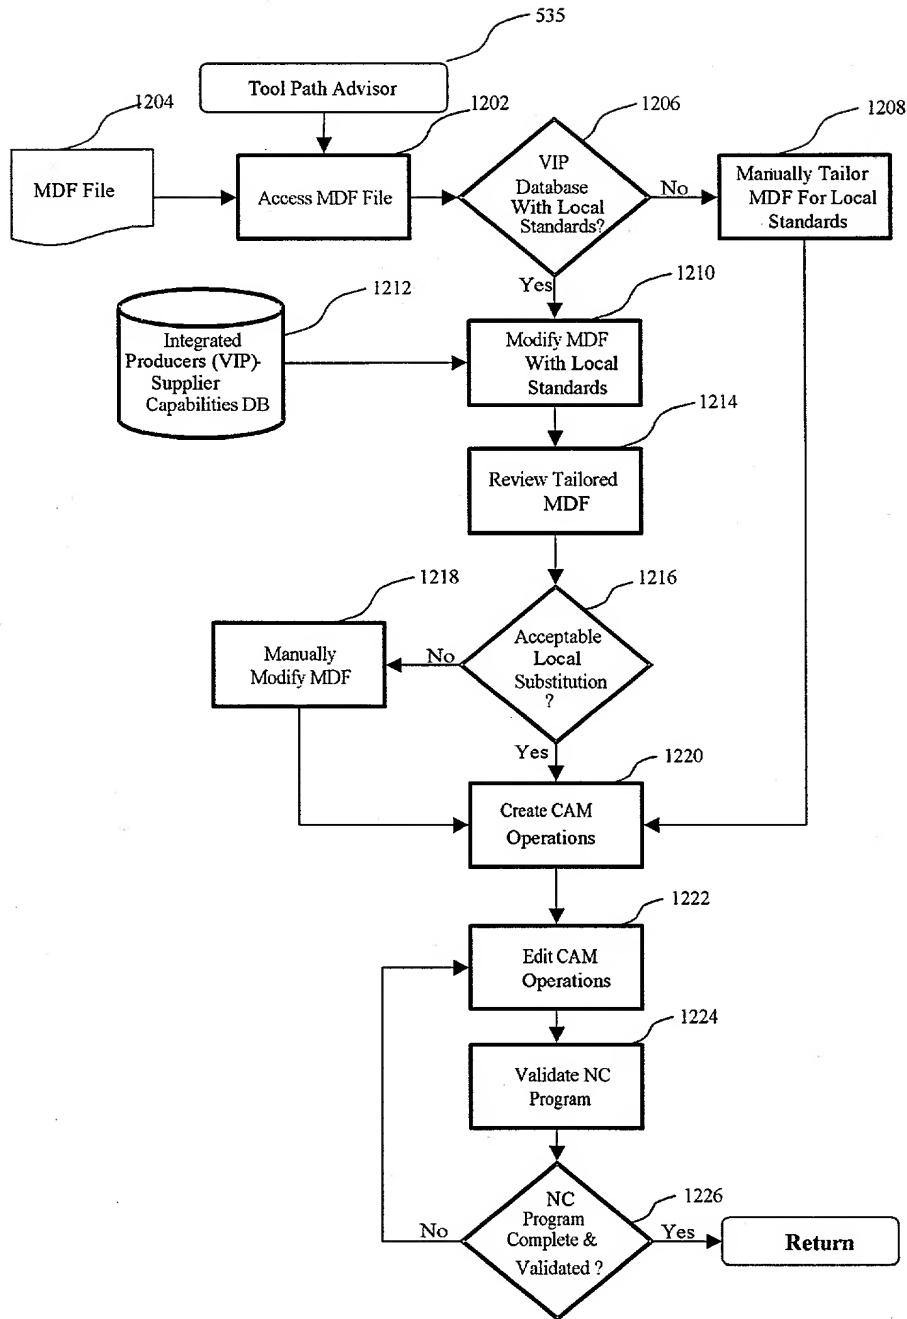 535
Tool Path Advisor
1204
1202
1206
1208
MDF File
Access MDF File
VIP
Database
With Local
Standards?
No
Manually Tailor
MDF For Local
Standards
Yes
1210
1212
Integrated
Producers (VIP)-
Supplier
Capabilities DB
Modify MDF
With Local
Standards
1214
Review Tailored
MDF
1216
1218
Manually
Modify MDF
No
Acceptable
Local
Substitution
?
Yes
1220
Create CAM
Operations
1222
Edit CAM
Operations
1224
Validate NC
Program
1226
NC
Program
Complete &
Validated ?
No
Yes
Return